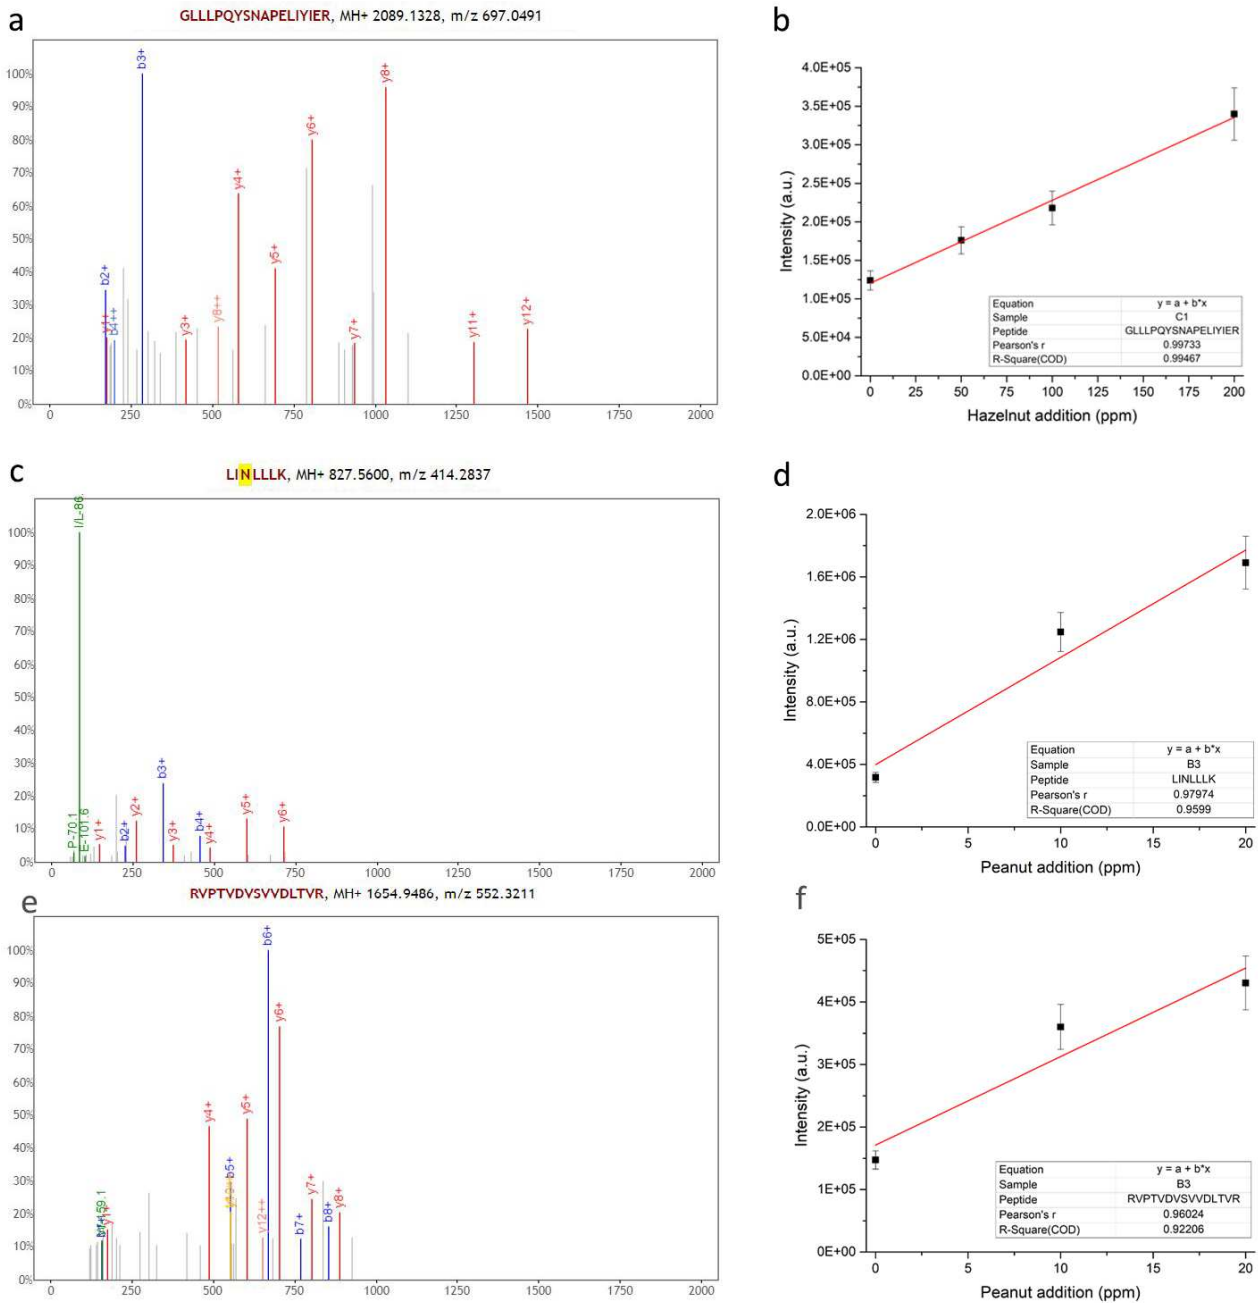 a
GLLLPQYSNAPELIYIER, MH+ 2089.1328, m/z 697.0491
100%
90%
80%
70%
60%
50%
40%
30%
20%
10%
0%
b2+
y1+
b4++
b3+
y3+
y8++
y4+
y5+
y6+
y7+
y8+
y11+
y12+
0 250 500 750 1000 1250 1500 1750 2000
b
4.0E+05
3.5E+05
3.0E+05
2.5E+05
2.0E+05
1.5E+05
1.0E+05
5.0E+04
0.0E+00
Intensity (a.u.)
Equation y = a + b*x
Sample C1
Peptide GLLLPQYSNAPELIYIER
Pearson's r 0.99733
R-Square(COD) 0.99467
0 25 50 75 100 125 150 175 200
Hazelnut addition (ppm)
c
LINLLLK, MH+ 827.5600, m/z 414.2837
100%
90%
80%
70%
60%
50%
40%
30%
20%
10%
0%
P-70.1
I/L-86.
E-101.6
y1+
b2+
y2+
b3+
y3+
b4+
y4+
y5+
y6+
0 250 500 750 1000 1250 1500 1750 2000
d
2.0E+06
1.6E+06
1.2E+06
8.0E+05
4.0E+05
0.0E+00
Intensity (a.u.)
Equation y = a + b*x
Sample B3
Peptide LINLLLK
Pearson's r 0.97974
R-Square(COD) 0.9599
0 5 10 15 20
Peanut addition (ppm)
e
RVPTVDVSVVDLTVR, MH+ 1654.9486, m/z 552.3211
100%
90%
80%
70%
60%
50%
40%
30%
20%
10%
0%
y1+
y4+
b5+
y5+
y12++
b6+
y6+
b7+
y7+
b8+
y8+
0 250 500 750 1000 1250 1500 1750 2000
f
5E+05
4E+05
3E+05
2E+05
1E+05
0E+00
Intensity (a.u.)
Equation y = a + b*x
Sample B3
Peptide RVPTVDVSVVDLTVR
Pearson's r 0.96024
R-Square(COD) 0.92206
0 5 10 15 20
Peanut addition (ppm)